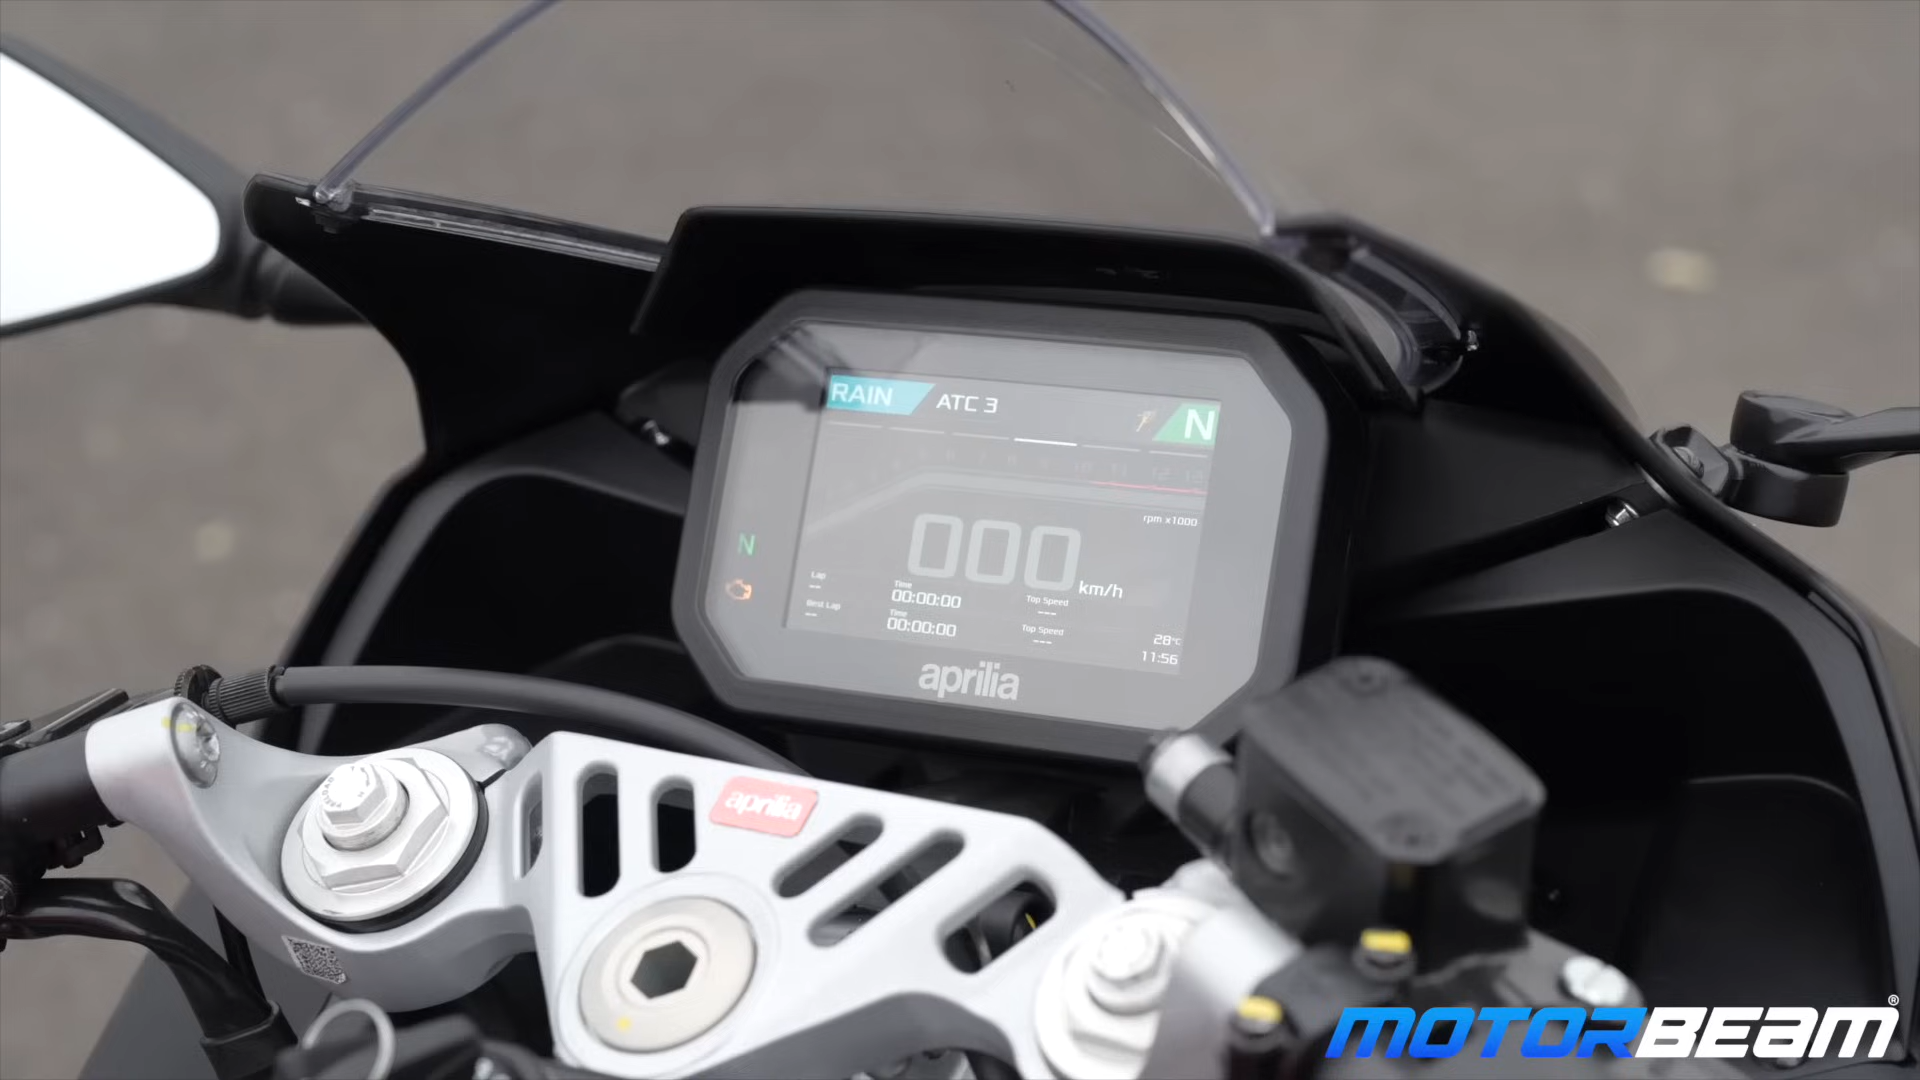 RAIN ATC 3 N
rpm x1000
000 km/h
N
Lap
--
Time
00:00:00
Top Speed
---
Best Lap
--
Time
00:00:00
Top Speed
---
28°C
11:56
aprilia
aprilia
MOTORBEAM®